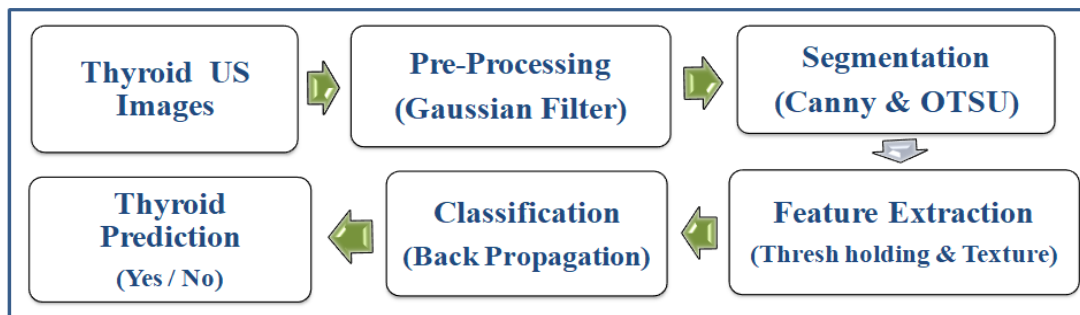 Thyroid US
Images
Pre-Processing
(Gaussian Filter)
Segmentation
(Canny & OTSU)
Feature Extraction
(Thresh holding & Texture)
Classification
(Back Propagation)
Thyroid
Prediction
(Yes / No)